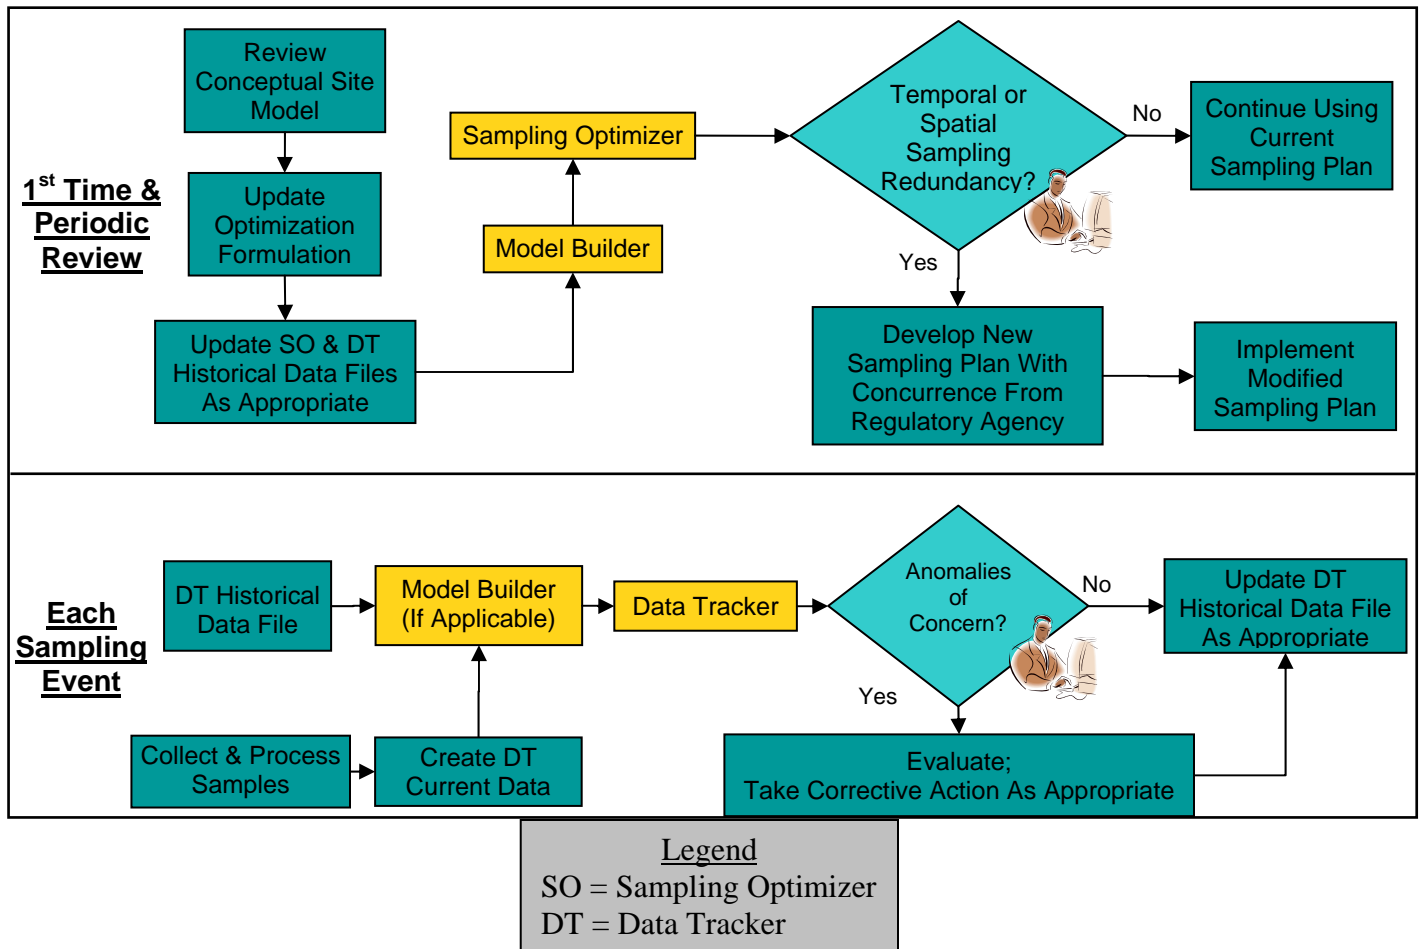 Review
Conceptual Site
Model
Temporal or
Spatial
Sampling
Redundancy?
No
Continue Using
Current
Sampling Plan
Sampling Optimizer
1st Time &
Periodic
Review
Update
Optimization
Formulation
Model Builder
Yes
Update SO & DT
Historical Data Files
As Appropriate
Develop New
Sampling Plan With
Concurrence From
Regulatory Agency
Implement
Modified
Sampling Plan
Each
Sampling
Event
DT Historical
Data File
Model Builder
(If Applicable)
Data Tracker
Anomalies
of
Concern?
No
Update DT
Historical Data File
As Appropriate
Yes
Collect & Process
Samples
Create DT
Current Data
Evaluate;
Take Corrective Action As Appropriate
Legend
SO = Sampling Optimizer
DT = Data Tracker